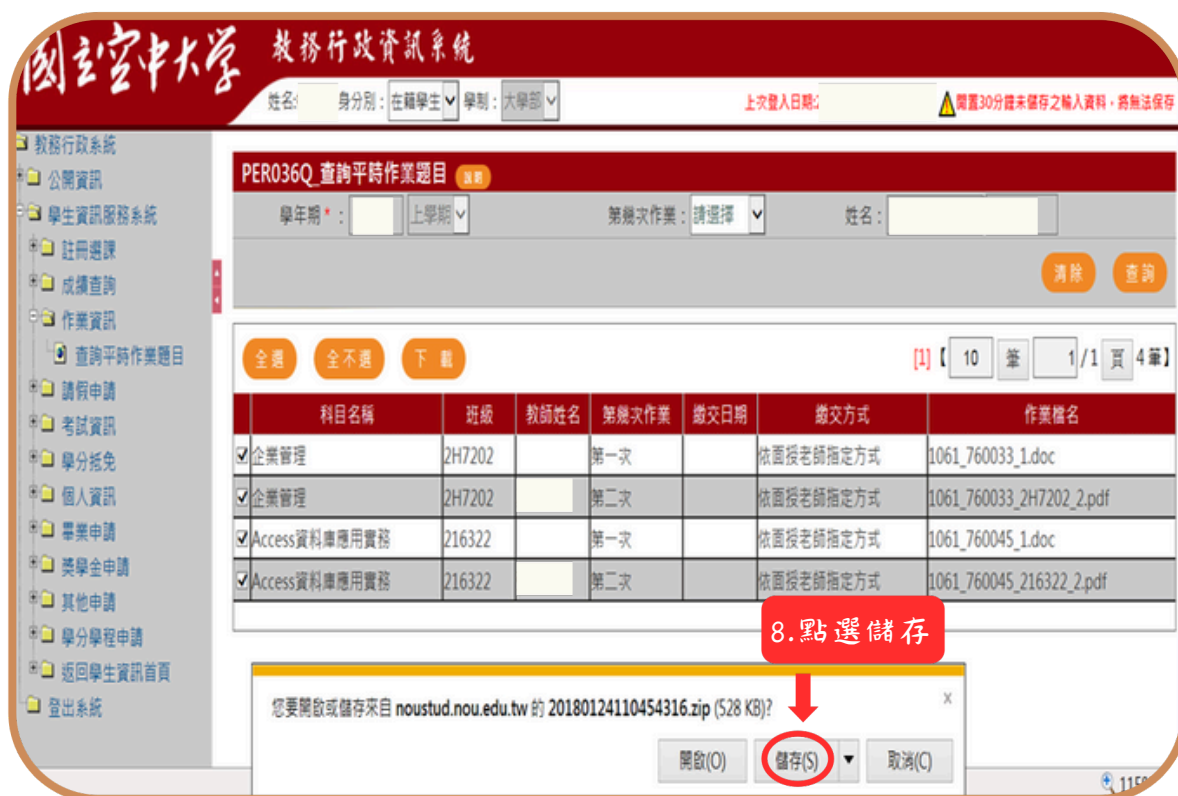 國立空中大學 教務行政資訊系統
姓名: 身分別：在籍學生 學制：大學部 上次登入日期:2 閒置30分鐘未儲存之輸入資料，將無法保存
教務行政系統
公開資訊
學生資訊服務系統
註冊選課
成績查詢
作業資訊
查詢平時作業題目
請假申請
考試資訊
學分抵免
個人資訊
畢業申請
獎學金申請
其他申請
學分學程申請
返回學生資訊首頁
登出系統
PER036Q_查詢平時作業題目 說明
學年期*： 上學期 第幾次作業：請選擇 姓名：
清除 查詢
全選 全不選 下載 [1]【 10 筆 1 /1 頁 4筆】
科目名稱 班級 教師姓名 第幾次作業 繳交日期 繳交方式 作業檔名
企業管理 2H7202 第一次 依面授老師指定方式 1061_760033_1.doc
企業管理 2H7202 第二次 依面授老師指定方式 1061_760033_2H7202_2.pdf
Access資料庫應用實務 216322 第一次 依面授老師指定方式 1061_760045_1.doc
Access資料庫應用實務 216322 第二次 依面授老師指定方式 1061_760045_216322_2.pdf
8.點選儲存
您要開啟或儲存來自 noustud.nou.edu.tw 的 20180124110454316.zip (528 KB)?
x
開啟(O) 儲存(S) 取消(C)